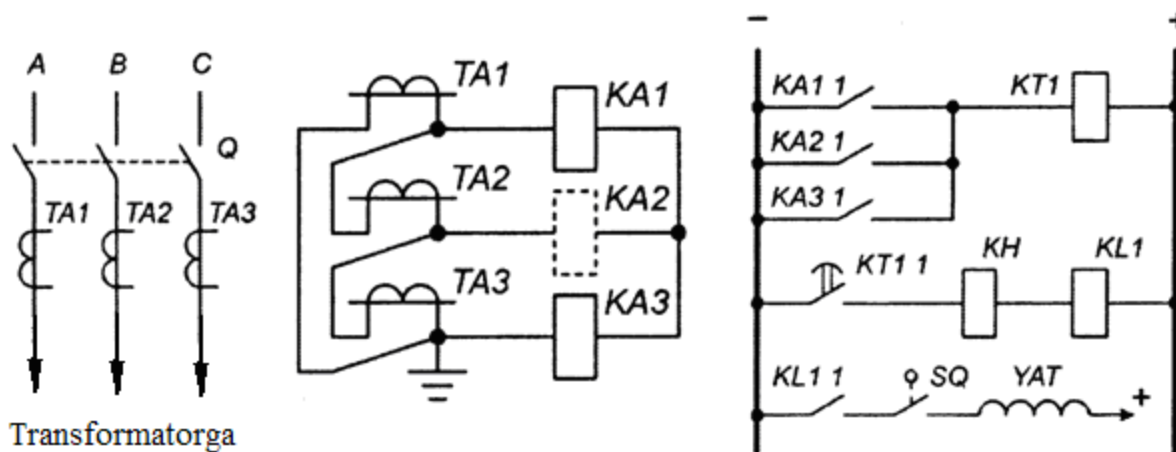 A B C
Q
TA1 TA2 TA3
Transformatorga
TA1 KA1
TA2 KA2
TA3 KA3
- +
KA1 1 KT1
KA2 1
KA3 1
KT1 1 KH KL1
KL1 1 SQ YAT +